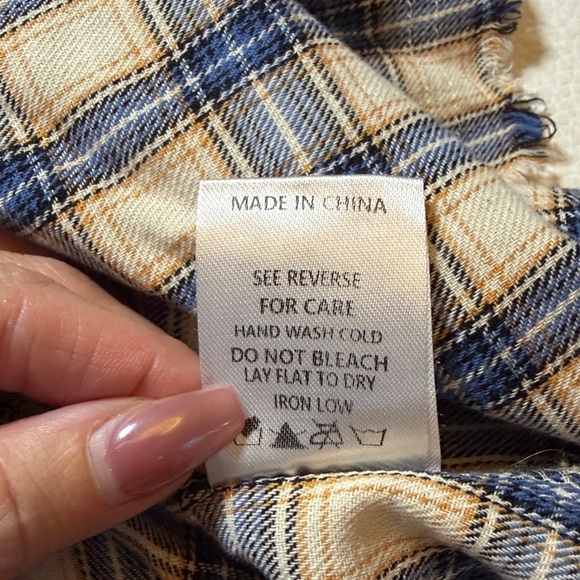 MADE IN CHINA
SEE REVERSE
FOR CARE
HAND WASH COLD
DO NOT BLEACH
LAY FLAT TO DRY
IRON LOW